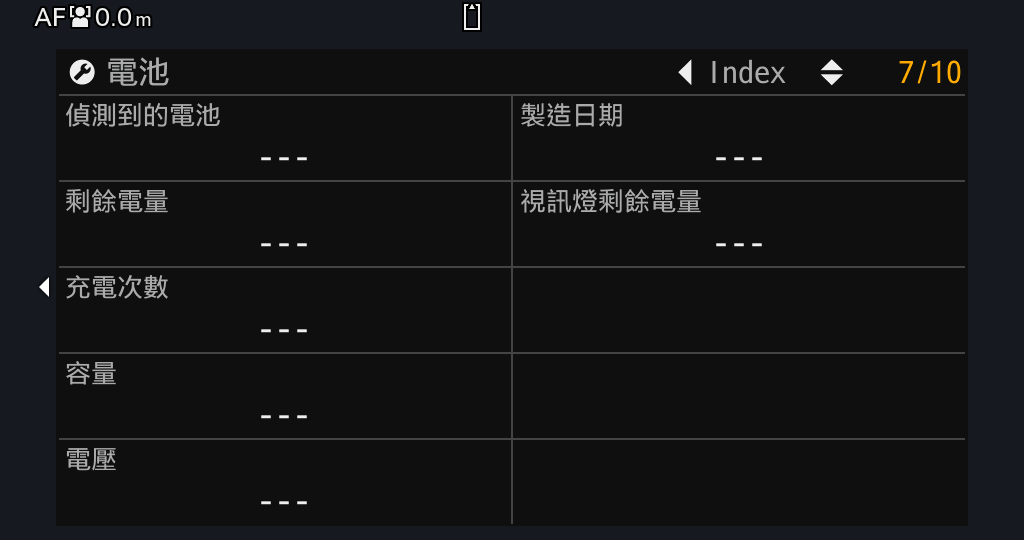 AF 0.0m
電池 Index 7/10
偵測到的電池 製造日期
--- ---
剩餘電量 視訊燈剩餘電量
--- ---
充電次數
---
容量
---
電壓
---